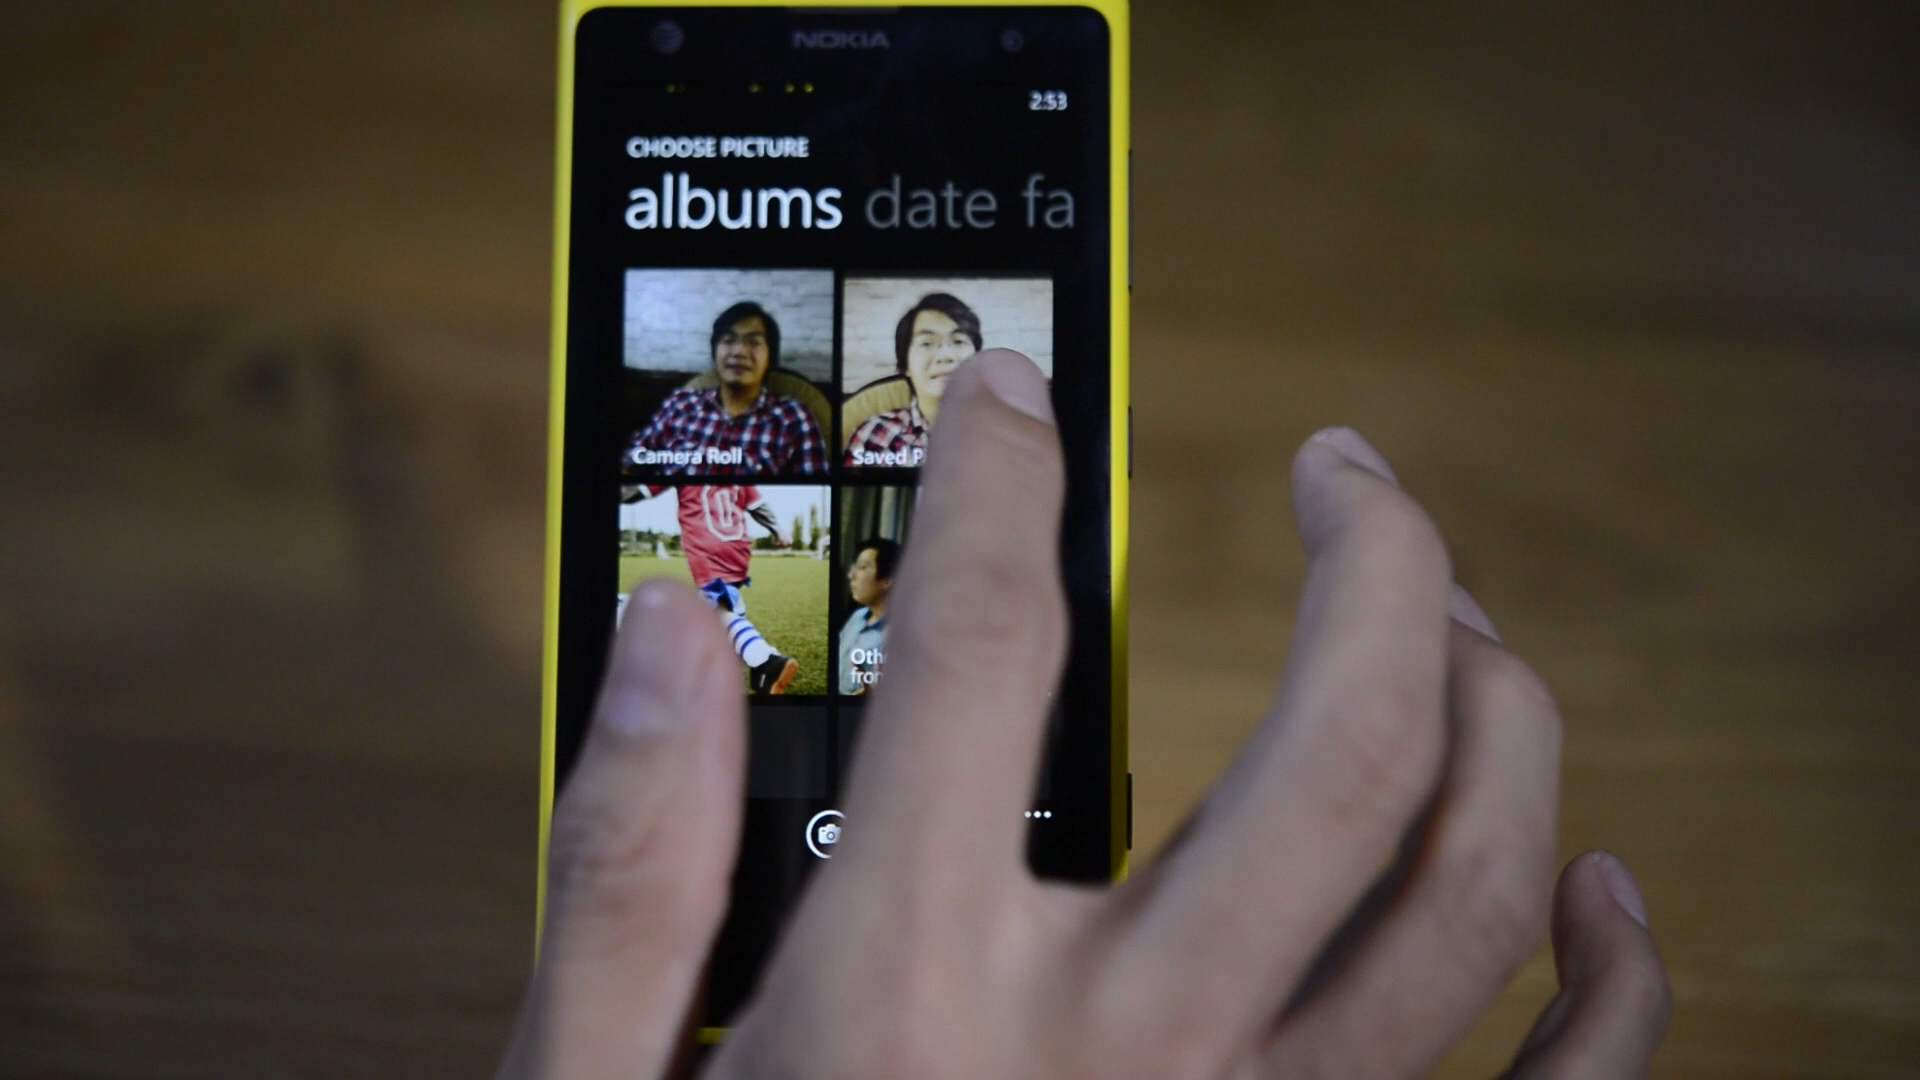 NOKIA
2:53
CHOOSE PICTURE
albums date fa
Camera Roll
Saved P
Oth
fro